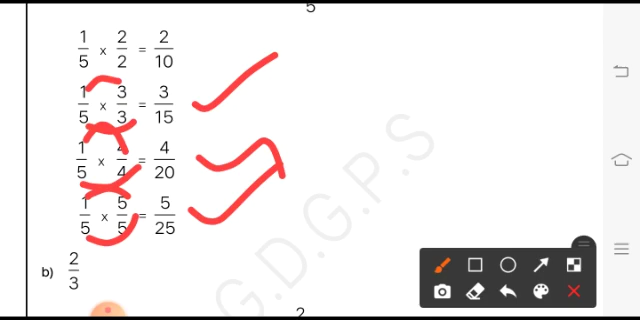 5
1/5 x 2/2 = 2/10
1/5 x 3/3 = 3/15
1/5 x 4/4 = 4/20
1/5 x 5/5 = 5/25
b) 2/3
2
G.D.G.P.S